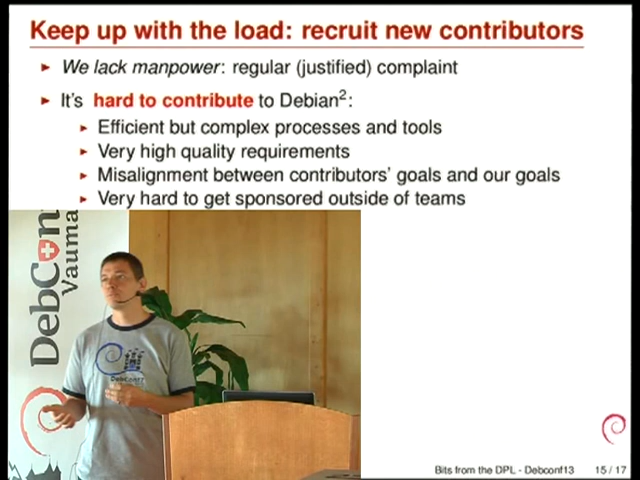 Keep up with the load: recruit new contributors
► We lack manpower: regular (justified) complaint
► It's hard to contribute to Debian²:
► Efficient but complex processes and tools
► Very high quality requirements
► Misalignment between contributors' goals and our goals
► Very hard to get sponsored outside of teams
DebCon
Vauma
DebConf
Bits from the DPL - Debconf13 15 / 17